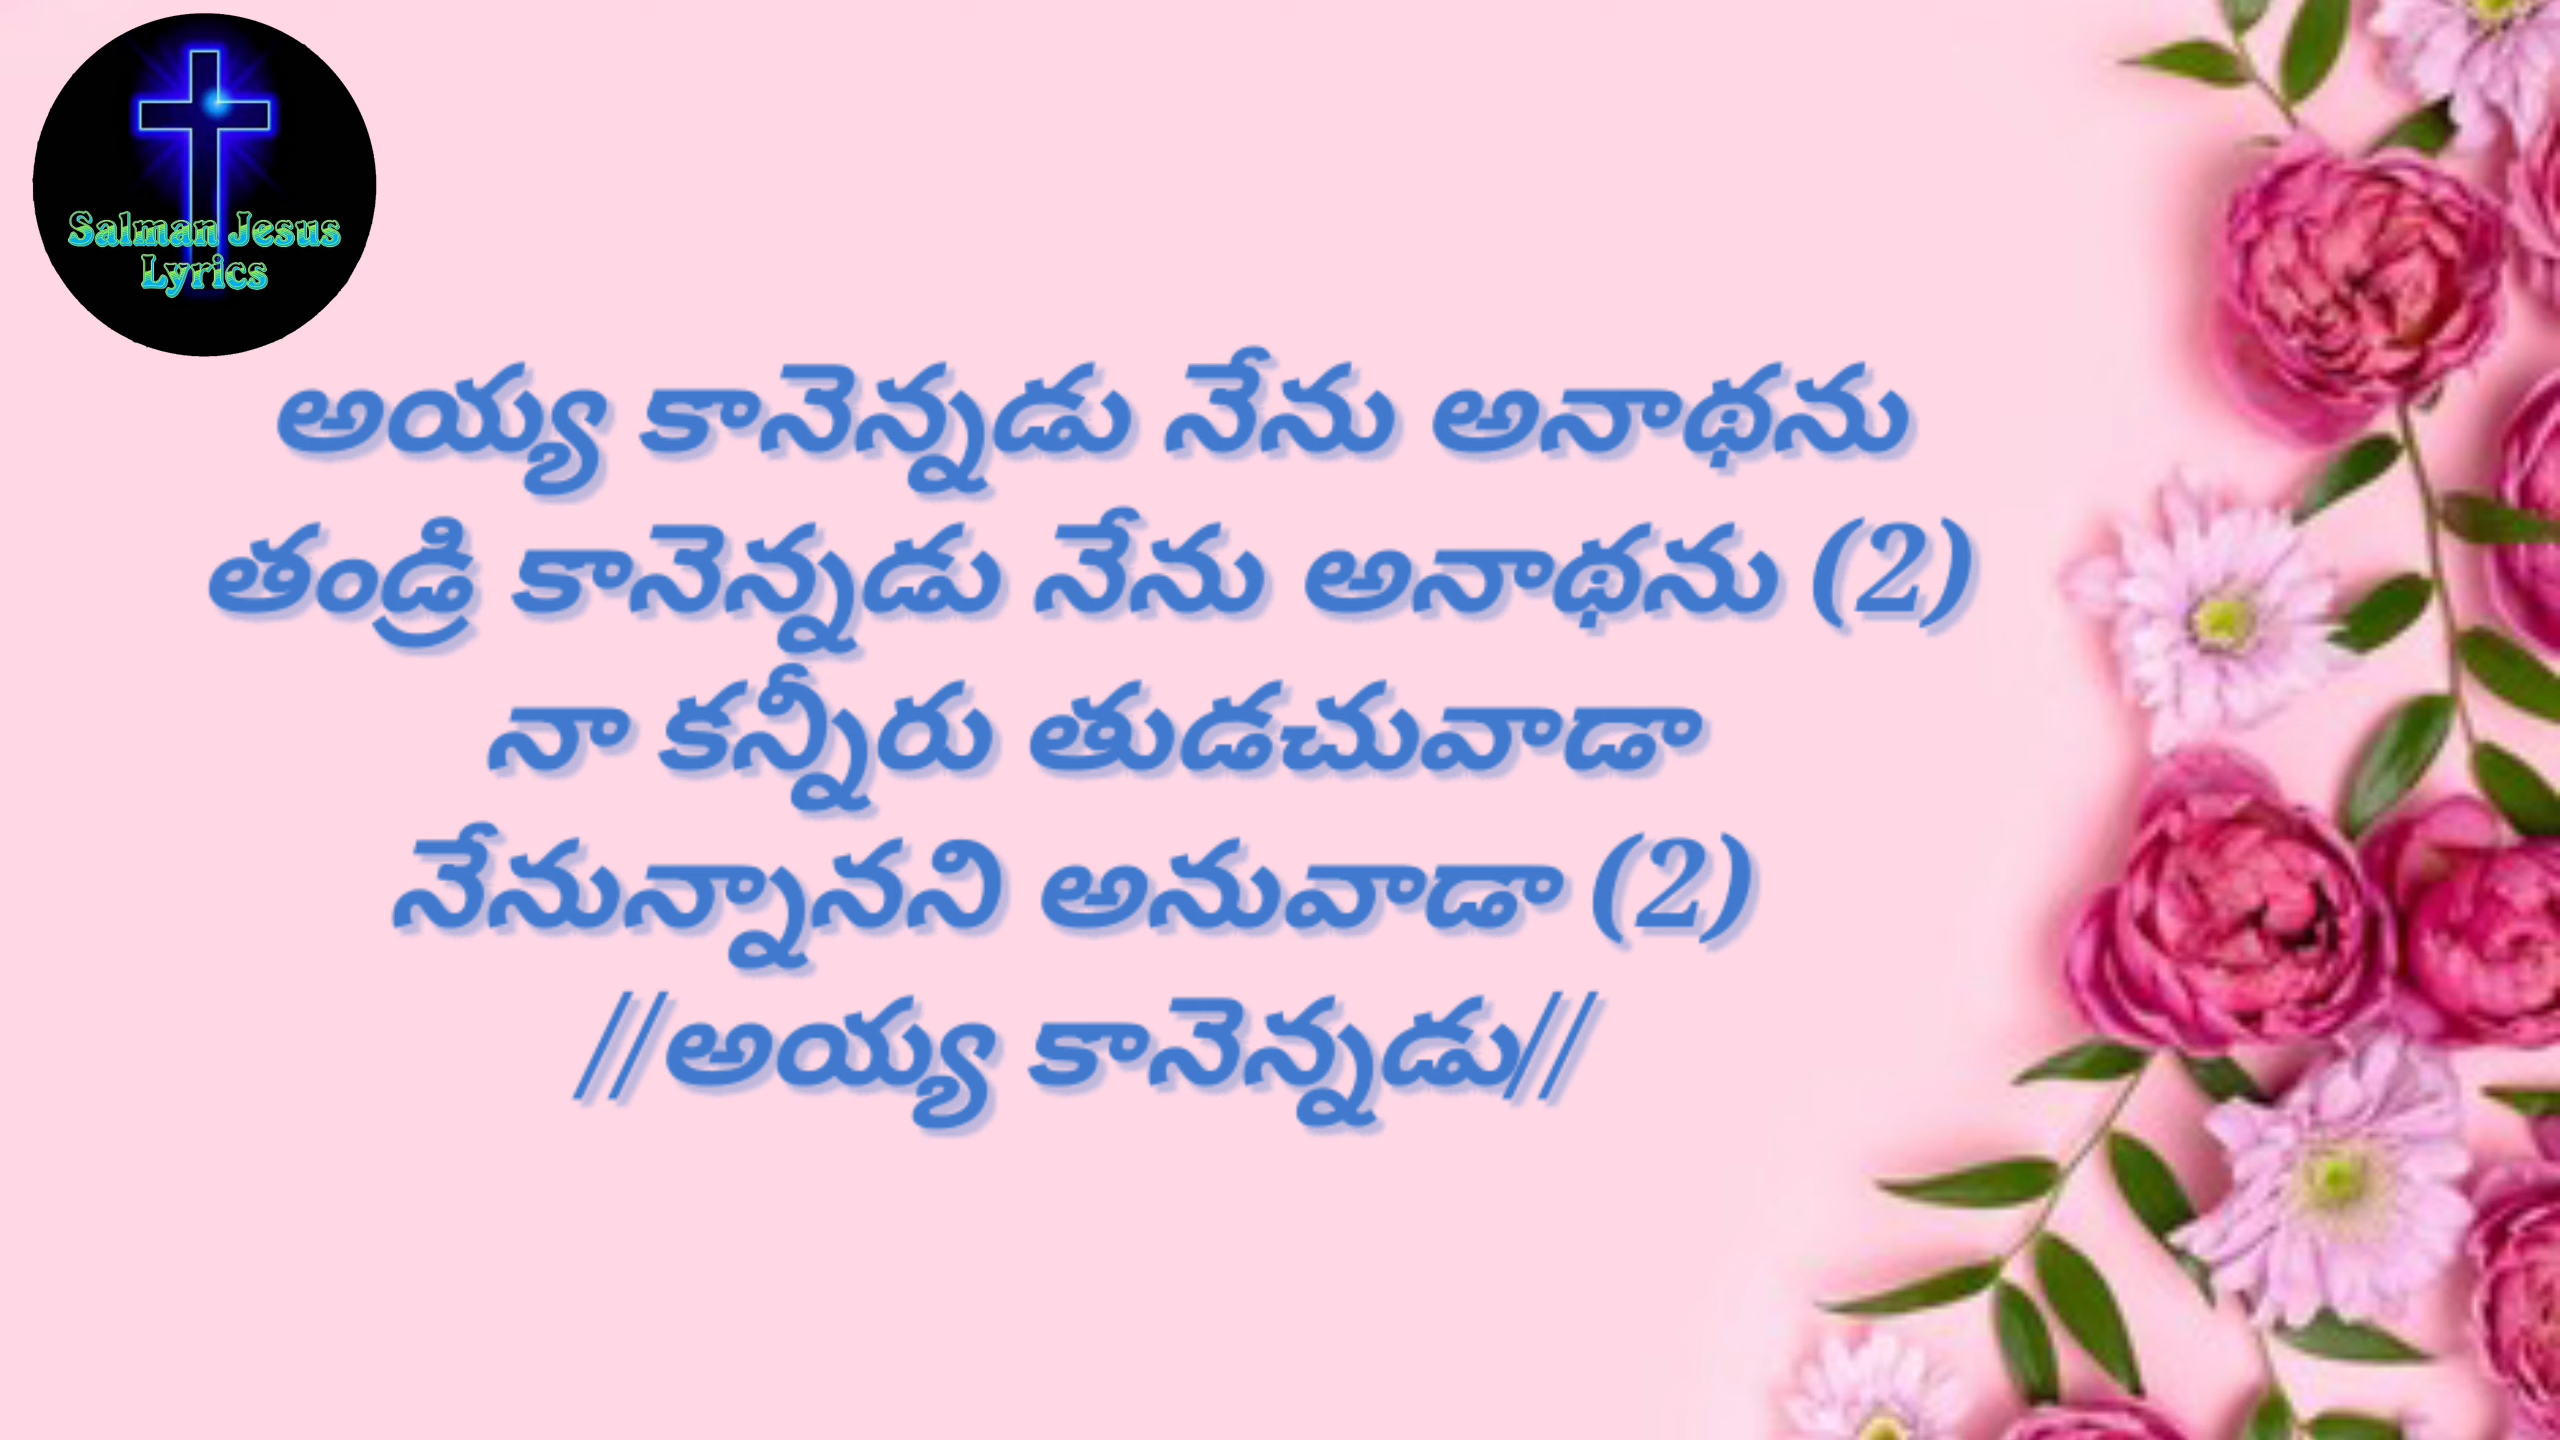 Salman Jesus
Lyrics
అయ్య కానెన్నడు నేను అనాథను
తండ్రి కానెన్నడు నేను అనాథను (2)
నా కన్నీరు తుడచువాడా
నేనున్నానని అనువాడా (2)
//అయ్య కానెన్నడు//